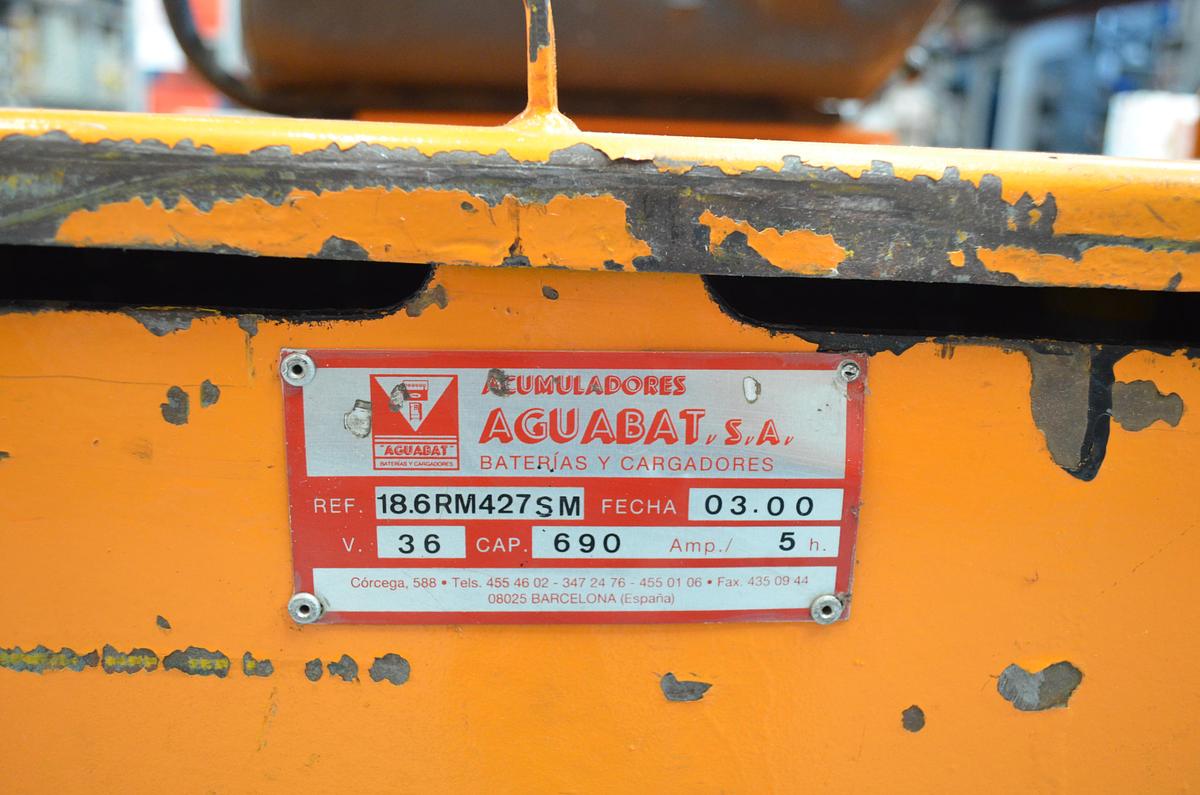 ACUMULADORES
AGUABAT, S.A.
BATERÍAS Y CARGADORES
"AGUABAT"
BATERÍAS Y CARGADORES
REF. 18.6RM427SM FECHA 03.00
V. 36 CAP. 690 Amp./ 5 h.
Córcega, 588 • Tels. 455 46 02 - 347 24 76 - 455 01 06 • Fax. 435 09 44
08025 BARCELONA (España)